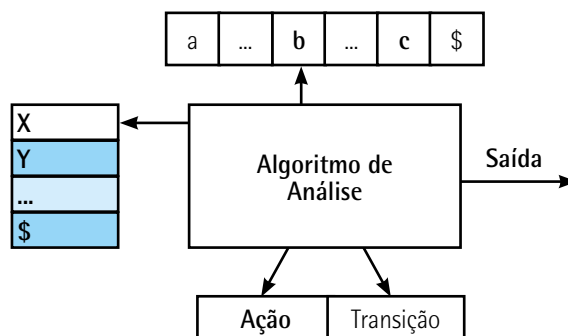 a ... b ... c $
X
Y
...
$
Algoritmo de
Análise
Saída
Ação Transição